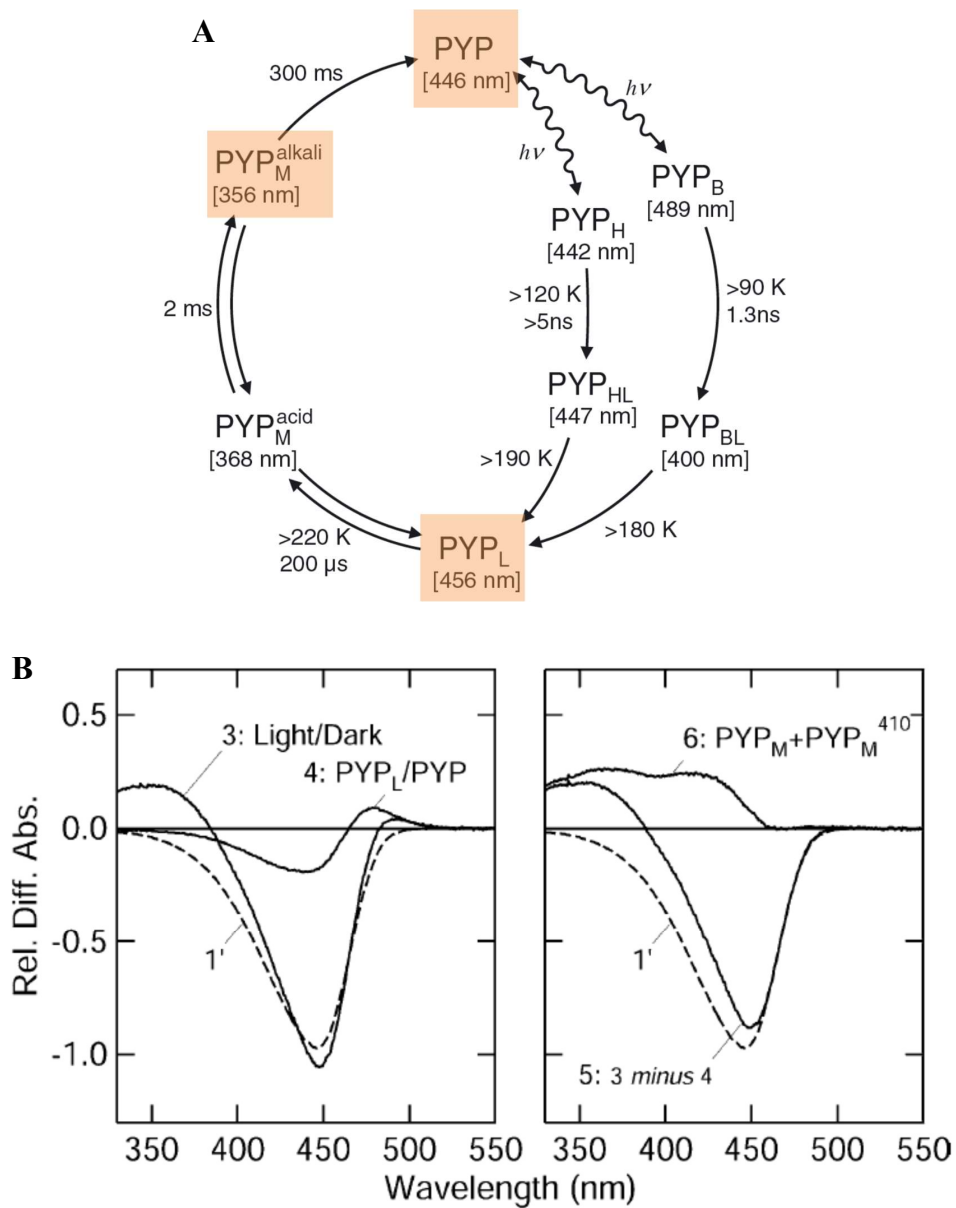 A
PYP
[446 nm]
300 ms
hν
hν
PYP_M^alkali
[356 nm]
PYP_B
[489 nm]
PYP_H
[442 nm]
>120 K
>5ns
>90 K
1.3ns
2 ms
PYP_HL
[447 nm]
PYP_M^acid
[368 nm]
PYP_BL
[400 nm]
>190 K
>180 K
>220 K
200 µs
PYP_L
[456 nm]
B
0.5
0.0
-0.5
-1.0
Rel. Diff. Abs.
3: Light/Dark
4: PYP_L/PYP
1'
350 400 450 500 550
6: PYP_M+PYP_M^410
1'
5: 3 minus 4
350 400 450 500 550
Wavelength (nm)